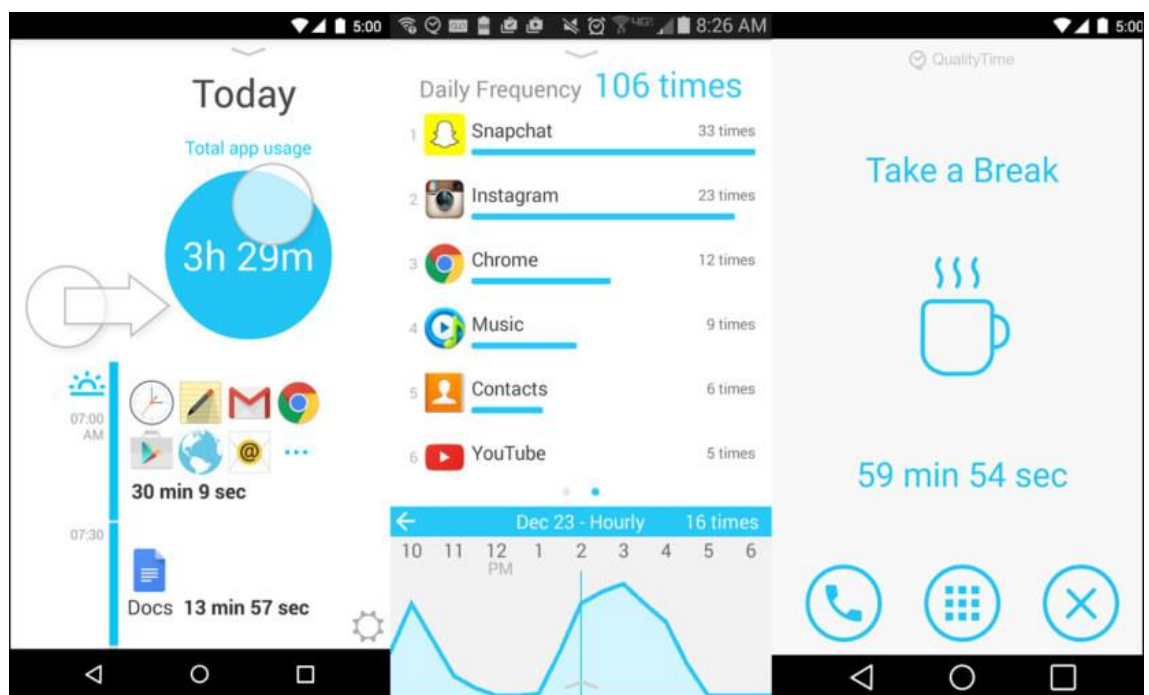 5:00
Today
Total app usage
3h 29m
07:00
AM
@
30 min 9 sec
07:30
Docs 13 min 57 sec
4G 8:26 AM
Daily Frequency 106 times
1 Snapchat 33 times
2 Instagram 23 times
3 Chrome 12 times
4 Music 9 times
5 Contacts 6 times
6 YouTube 5 times
Dec 23 - Hourly 16 times
10 11 12 1 2 3 4 5 6
PM
5:00
QualityTime
Take a Break
59 min 54 sec